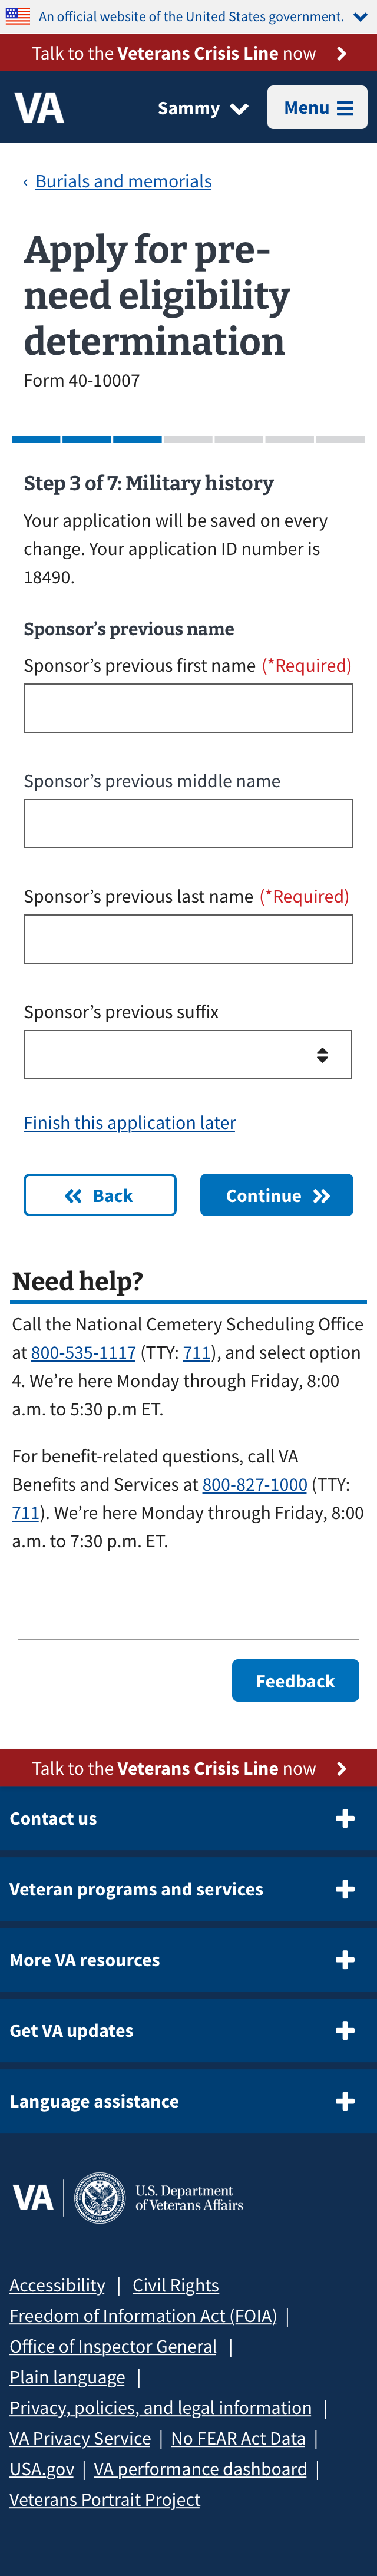 An official website of the United States government.
Talk to the Veterans Crisis Line now
VA
Sammy
Menu
‹ Burials and memorials
Apply for pre-
need eligibility
determination
Form 40-10007
Step 3 of 7: Military history
Your application will be saved on every
change. Your application ID number is
18490.
Sponsor’s previous name
Sponsor’s previous first name (*Required)
Sponsor’s previous middle name
Sponsor’s previous last name (*Required)
Sponsor’s previous suffix
Finish this application later
Back
Continue
Need help?
Call the National Cemetery Scheduling Office
at 800-535-1117 (TTY: 711), and select option
4. We’re here Monday through Friday, 8:00
a.m. to 5:30 p.m ET.
For benefit-related questions, call VA
Benefits and Services at 800-827-1000 (TTY:
711). We’re here Monday through Friday, 8:00
a.m. to 7:30 p.m. ET.
Feedback
Talk to the Veterans Crisis Line now
Contact us
Veteran programs and services
More VA resources
Get VA updates
Language assistance
VA
U.S. Department
of Veterans Affairs
Accessibility | Civil Rights
Freedom of Information Act (FOIA) |
Office of Inspector General |
Plain language |
Privacy, policies, and legal information |
VA Privacy Service | No FEAR Act Data |
USA.gov | VA performance dashboard |
Veterans Portrait Project